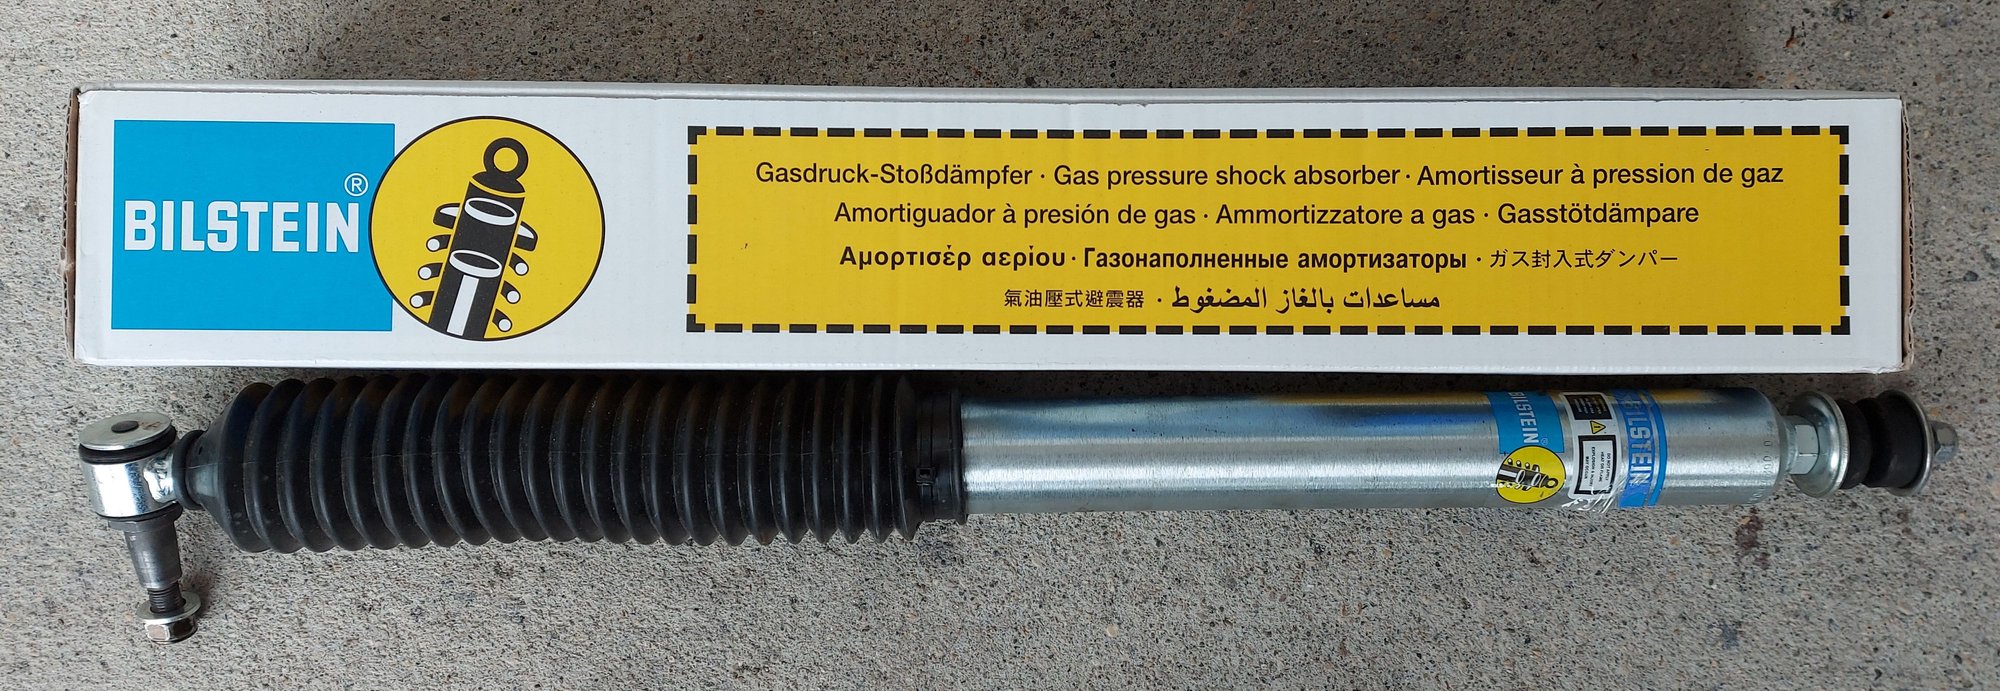 BILSTEIN®
Gasdruck-Stoßdämpfer · Gas pressure shock absorber · Amortisseur à pression de gaz
Amortiguador à presión de gas · Ammortizzatore a gas · Gasstötdämpare
Αμορτισέρ αερίου · Газонаполненные амортизаторы · ガス封入式ダンパー
氣油壓式避震器 · مساعدات بالغاز المضغوط
BILSTEIN®
BILSTEIN